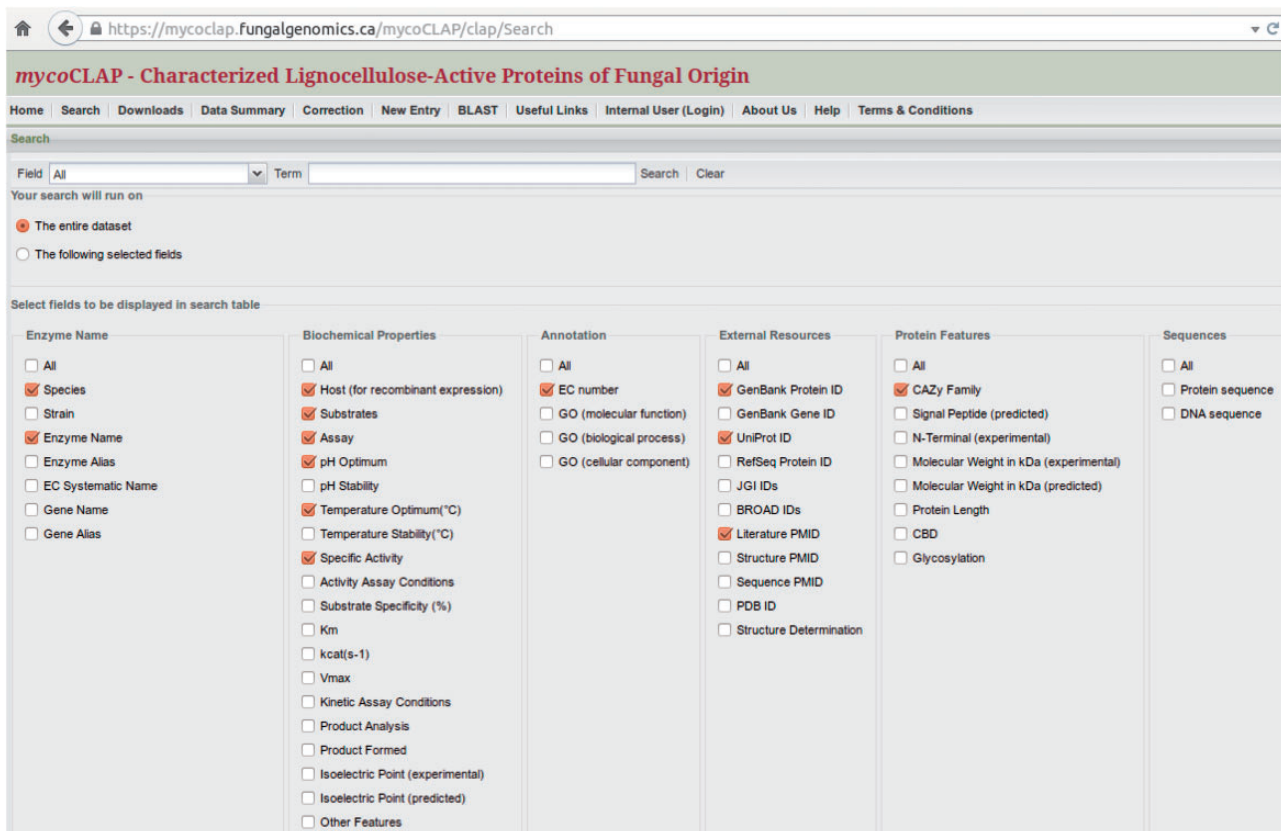 https://mycoclap.fungalgenomics.ca/mycoCLAP/clap/Search
mycoCLAP - Characterized Lignocellulose-Active Proteins of Fungal Origin
Home Search Downloads Data Summary Correction New Entry BLAST Useful Links Internal User (Login) About Us Help Terms & Conditions
Search
Field All Term Search Clear
Your search will run on
The entire dataset
The following selected fields
Select fields to be displayed in search table
Enzyme Name
All
Species
Strain
Enzyme Name
Enzyme Alias
EC Systematic Name
Gene Name
Gene Alias
Biochemical Properties
All
Host (for recombinant expression)
Substrates
Assay
pH Optimum
pH Stability
Temperature Optimum(°C)
Temperature Stability(°C)
Specific Activity
Activity Assay Conditions
Substrate Specificity (%)
Km
kcat(s-1)
Vmax
Kinetic Assay Conditions
Product Analysis
Product Formed
Isoelectric Point (experimental)
Isoelectric Point (predicted)
Other Features
Annotation
All
EC number
GO (molecular function)
GO (biological process)
GO (cellular component)
External Resources
All
GenBank Protein ID
GenBank Gene ID
UniProt ID
RefSeq Protein ID
JGI IDs
BROAD IDs
Literature PMID
Structure PMID
Sequence PMID
PDB ID
Structure Determination
Protein Features
All
CAZy Family
Signal Peptide (predicted)
N-Terminal (experimental)
Molecular Weight in kDa (experimental)
Molecular Weight in kDa (predicted)
Protein Length
CBD
Glycosylation
Sequences
All
Protein sequence
DNA sequence